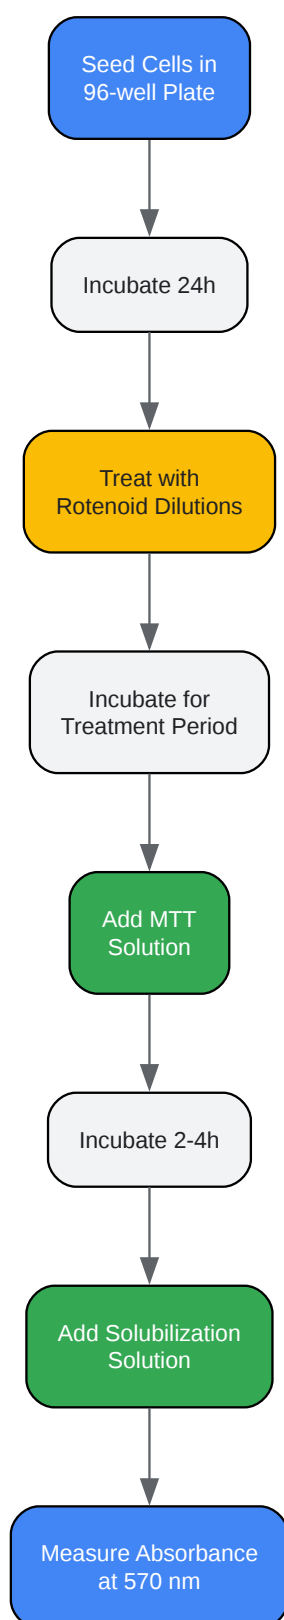 Seed Cells in
96-well Plate
Incubate 24h
Treat with
Rotenoid Dilutions
Incubate for
Treatment Period
Add MTT
Solution
Incubate 2-4h
Add Solubilization
Solution
Measure Absorbance
at 570 nm